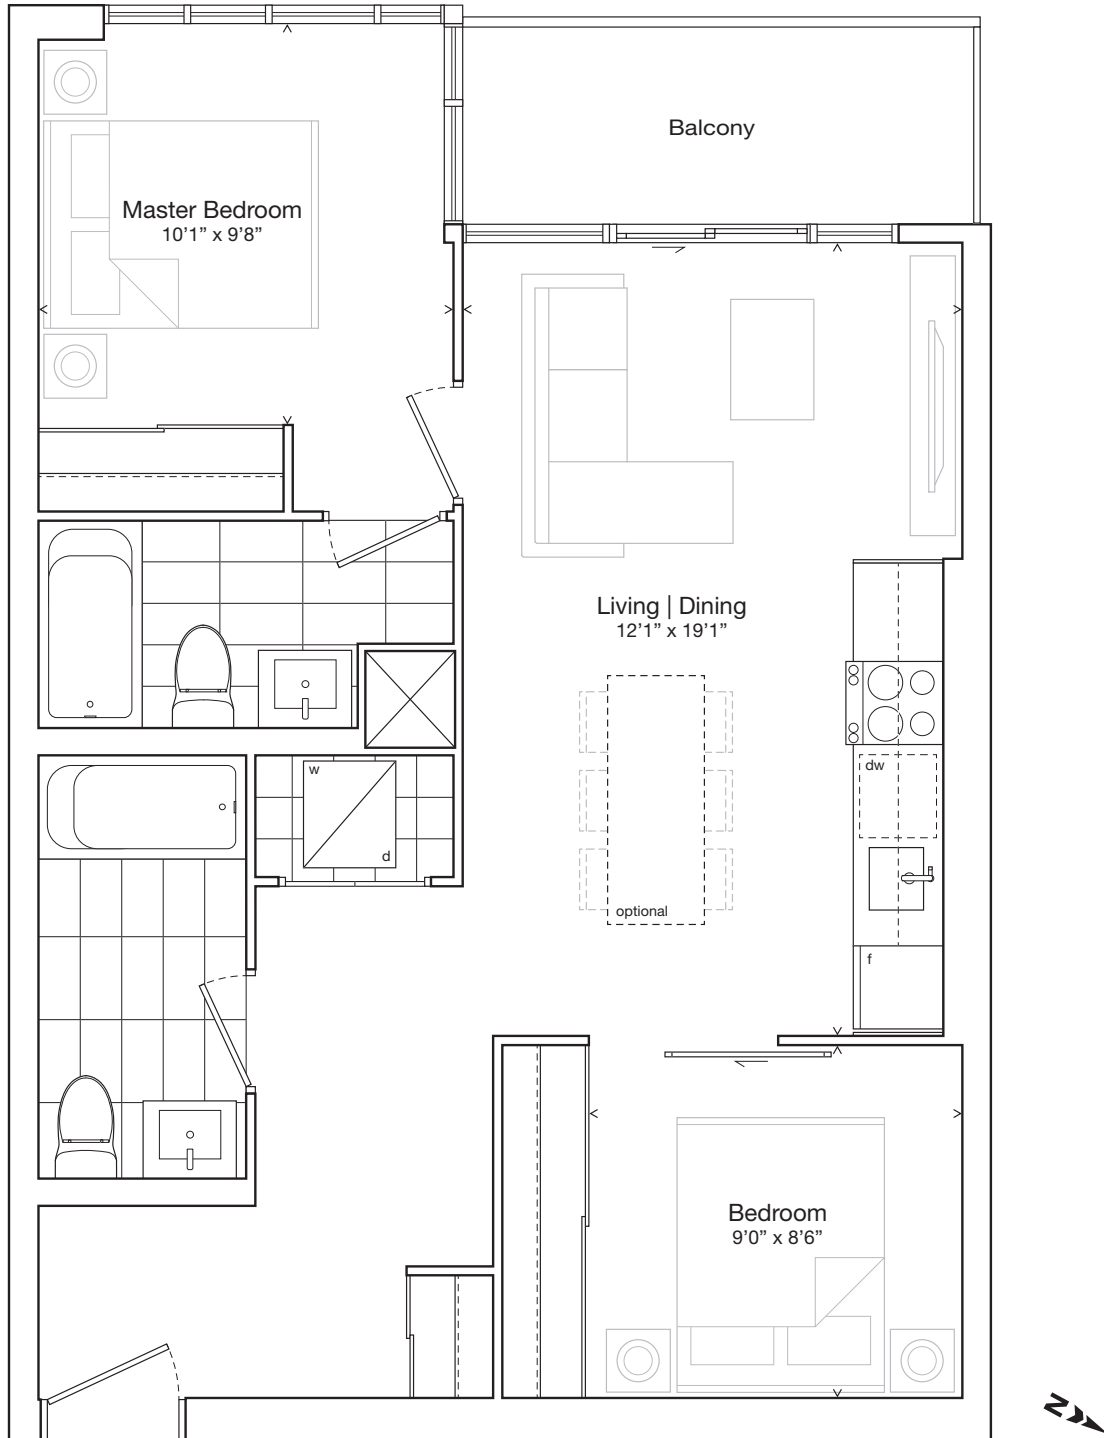 Balcony
Master Bedroom
10’1” x 9’8”
Living | Dining
12’1” x 19’1”
w
d
dw
optional
f
Bedroom
9’0” x 8’6”
N